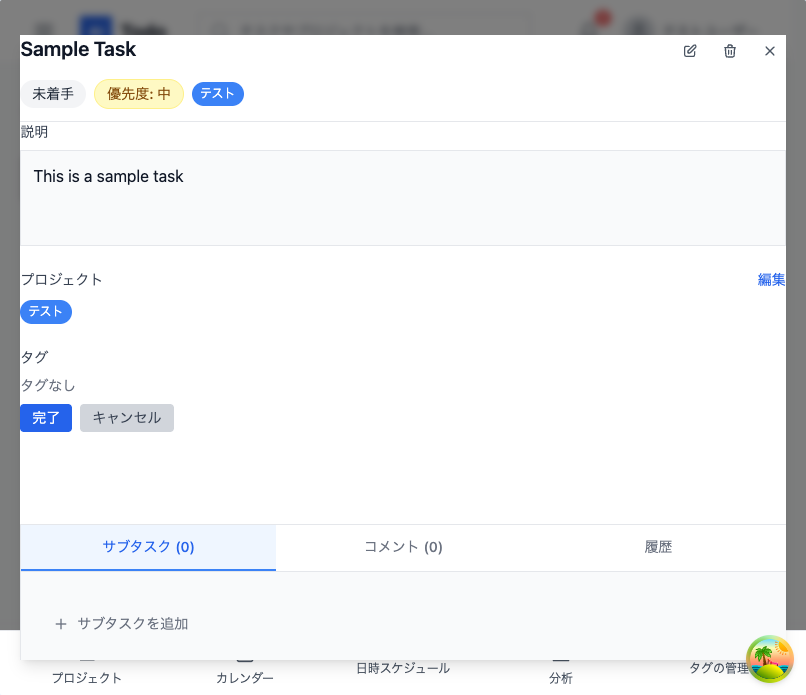 Sample Task
未着手
優先度: 中
テスト
説明
This is a sample task
プロジェクト
編集
テスト
タグ
タグなし
完了
キャンセル
サブタスク (0)
コメント (0)
履歴
＋ サブタスクを追加
プロジェクト
カレンダー
日時スケジュール
分析
タグの管理